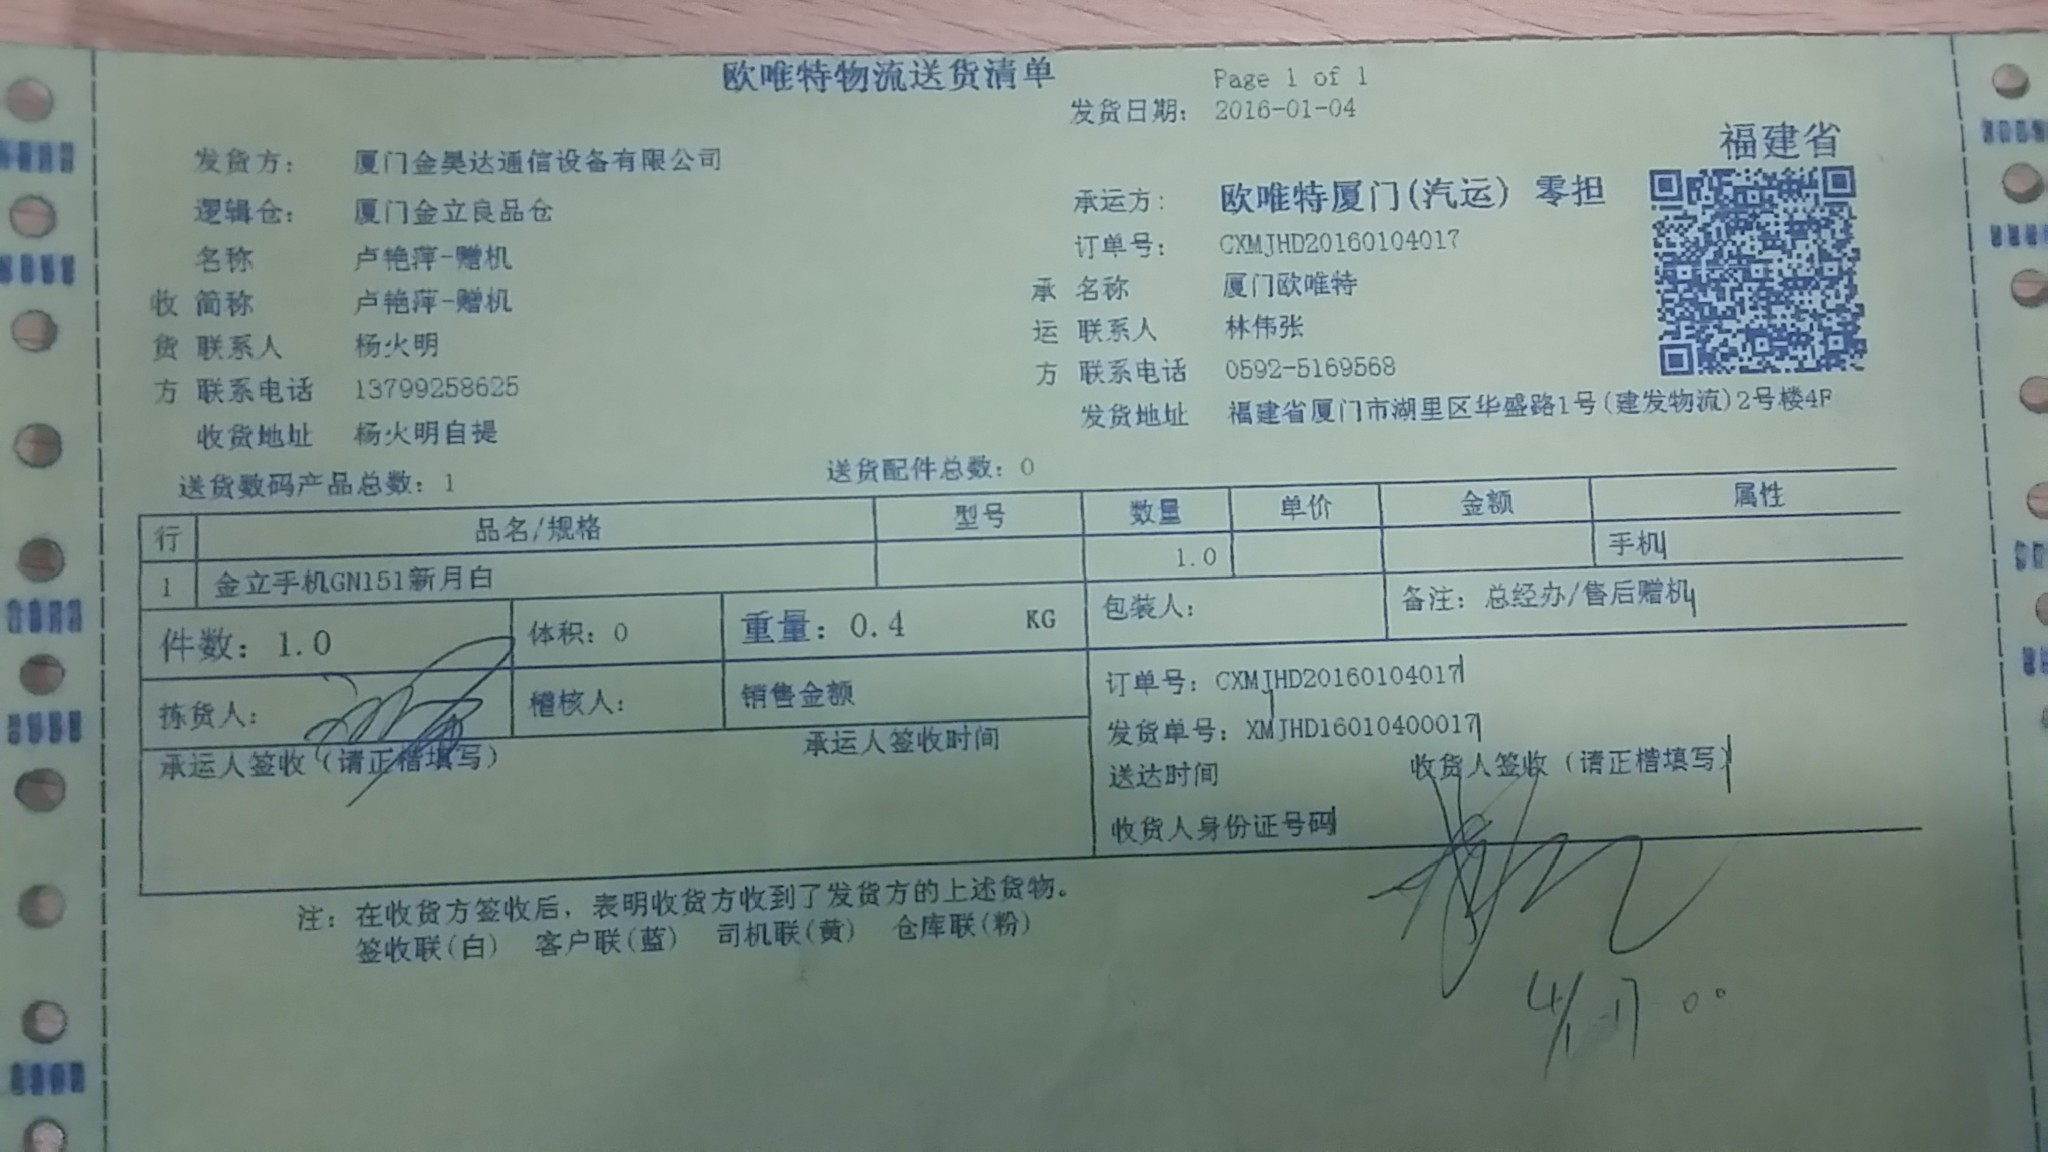 欧唯特物流送货清单
Page 1 of 1
发货日期: 2016-01-04
福建省
发货方: 厦门金昊达通信设备有限公司
逻辑仓: 厦门金立良品仓
名称 卢艳萍-赠机
收 简称 卢艳萍-赠机
货 联系人 杨火明
方 联系电话 13799258625
收货地址 杨火明自提
承运方: 欧唯特厦门(汽运) 零担
订单号: CXMJHD20160104017
承 名称 厦门欧唯特
运 联系人 林伟张
方 联系电话 0592-5169568
发货地址 福建省厦门市湖里区华盛路1号(建发物流)2号楼4F
送货数码产品总数: 1 送货配件总数: 0
行 品名/规格 型号 数量 单价 金额 属性
1 金立手机GN151新月白 1.0 手机
件数: 1.0 体积: 0 重量: 0.4 KG 包装人: 备注: 总经办/售后赠机
拣货人: 稽核人: 销售金额
订单号: CXMJHD20160104017
发货单号: XMJHD16010400017
承运人签收(请正楷填写) 承运人签收时间
送达时间 收货人签收(请正楷填写)
收货人身份证号码
注: 在收货方签收后, 表明收货方收到了发货方的上述货物。
签收联(白) 客户联(蓝) 司机联(黄) 仓库联(粉)
4/1 17 00